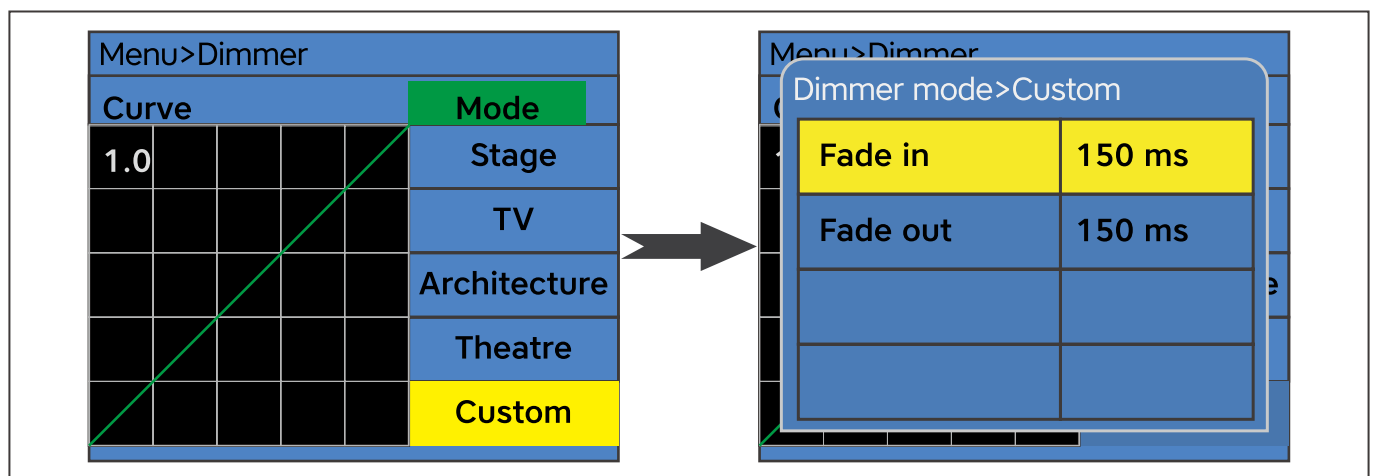 Menu>Dimmer
Curve Mode
1.0 Stage
TV
Architecture
Theatre
Custom
Menu>Dimmer
Dimmer mode>Custom
Fade in 150 ms
Fade out 150 ms